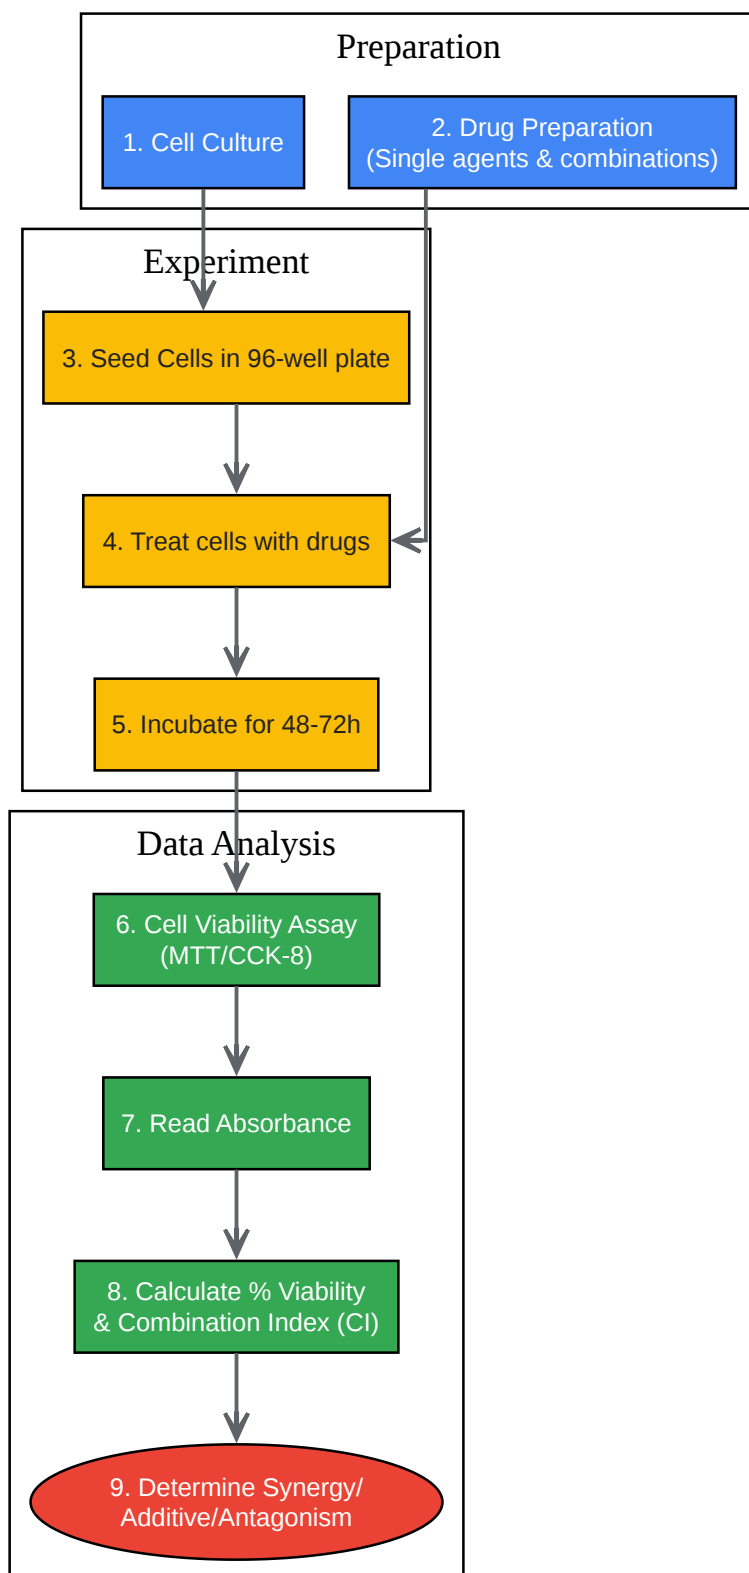 Preparation
1. Cell Culture
2. Drug Preparation
(Single agents & combinations)
Experiment
3. Seed Cells in 96-well plate
4. Treat cells with drugs
5. Incubate for 48-72h
Data Analysis
6. Cell Viability Assay
(MTT/CCK-8)
7. Read Absorbance
8. Calculate % Viability
& Combination Index (CI)
9. Determine Synergy/
Additive/Antagonism